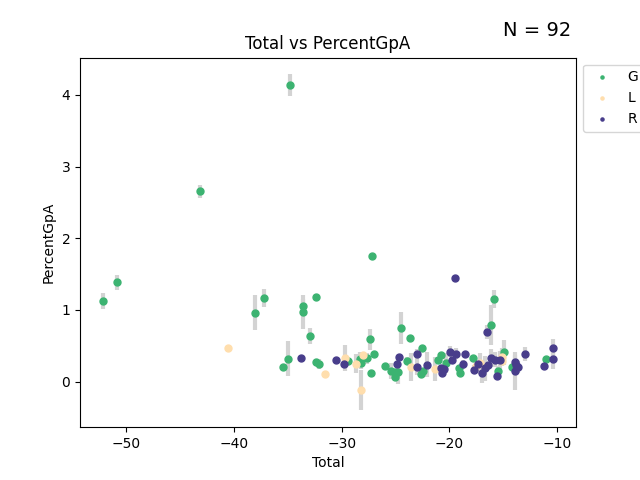 N = 92
Total vs PercentGpA
G
L
R
4
3
2
1
0
PercentGpA
−50
−40
−30
−20
−10
Total